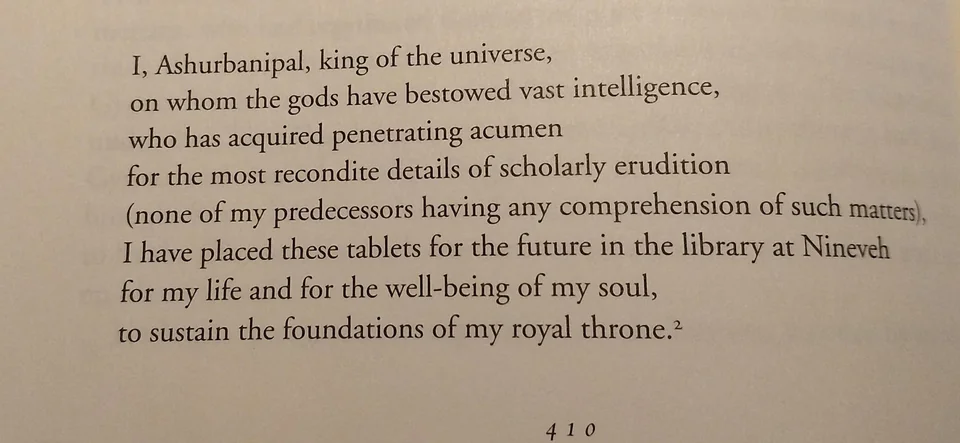 I, Ashurbanipal, king of the universe,
on whom the gods have bestowed vast intelligence,
who has acquired penetrating acumen
for the most recondite details of scholarly erudition
(none of my predecessors having any comprehension of such matters),
I have placed these tablets for the future in the library at Nineveh
for my life and for the well-being of my soul,
to sustain the foundations of my royal throne.²
4 1 0